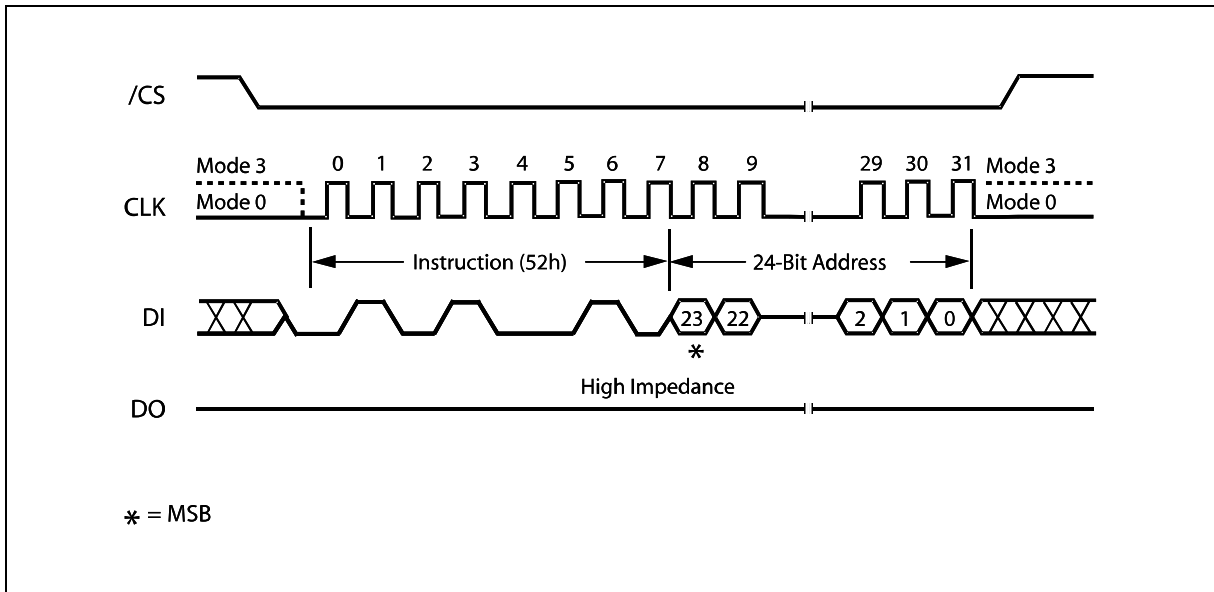 /CS
Mode 3 0 1 2 3 4 5 6 7 8 9 29 30 31 Mode 3
CLK Mode 0 Mode 0
Instruction (52h) 24-Bit Address
DI 23 22 2 1 0
*
High Impedance
DO
* = MSB